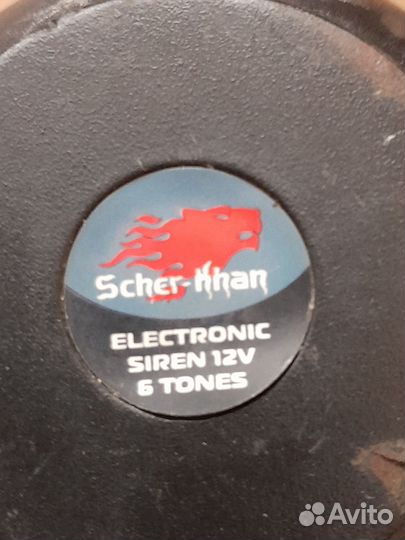 Scher-Khan
ELECTRONIC
SIREN 12V
6 TONES
Avito